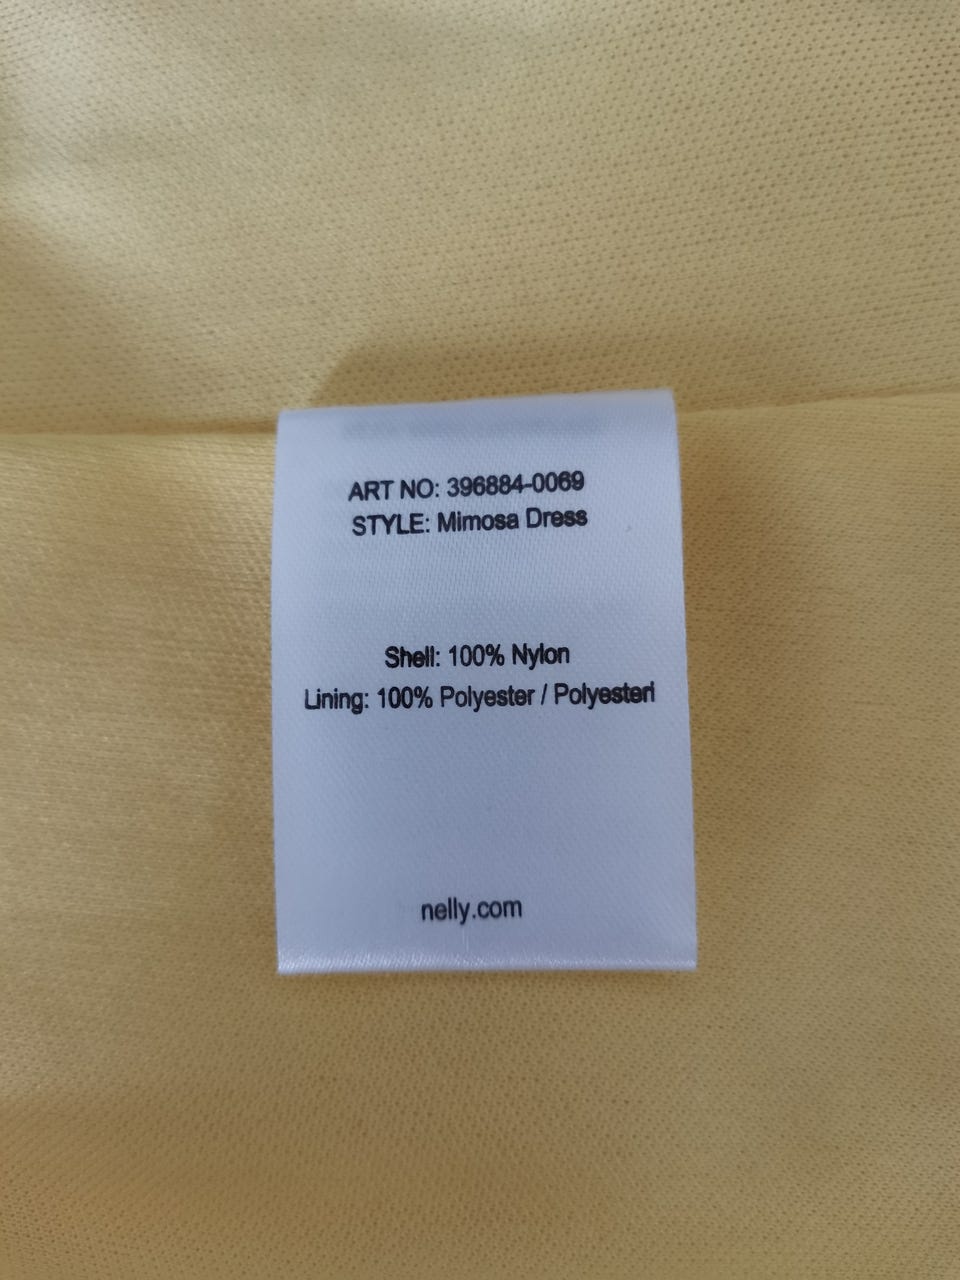 ART NO: 396884-0069
STYLE: Mimosa Dress
Shell: 100% Nylon
Lining: 100% Polyester / Polyesteri
nelly.com